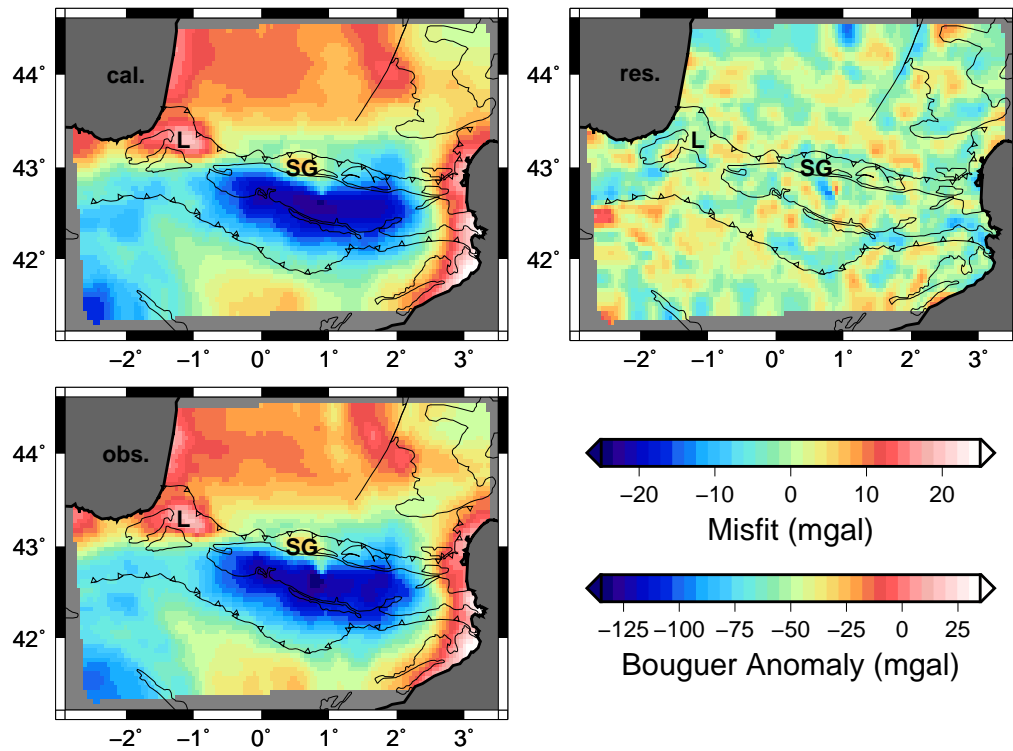 44˚
43˚
42˚
cal.
L
SG
−2˚ −1˚ 0˚ 1˚ 2˚ 3˚
44˚
43˚
42˚
res.
L
SG
−2˚ −1˚ 0˚ 1˚ 2˚ 3˚
44˚
43˚
42˚
obs.
L
SG
−2˚ −1˚ 0˚ 1˚ 2˚ 3˚
−20 −10 0 10 20
Misfit (mgal)
−125 −100 −75 −50 −25 0 25
Bouguer Anomaly (mgal)